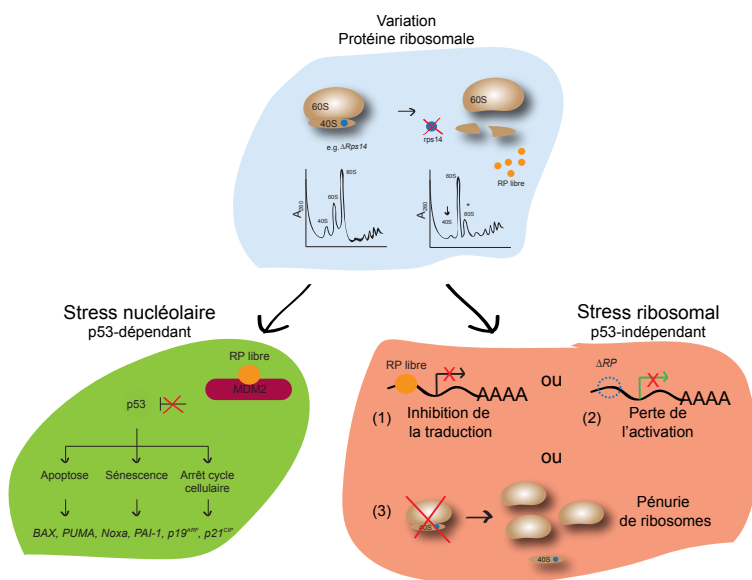 Variation
Protéine ribosomale
60S
40S
e.g. ΔRps14
60S
rps14
RP libre
A260
40S
60S
80S
A260
40S
60S
80S
*
Stress nucléolaire
p53-dépendant
RP libre
MDM2
p53
Apoptose Sénescence Arrêt cycle
cellulaire
BAX, PUMA, Noxa, PAI-1, p19ARF, p21CIP
Stress ribosomal
p53-indépendant
RP libre
AAAA
(1)
Inhibition de
la traduction
ou
ΔRP
AAAA
(2)
Perte de
l'activation
ou
(3)
40S
40S
Pénurie
de ribosomes